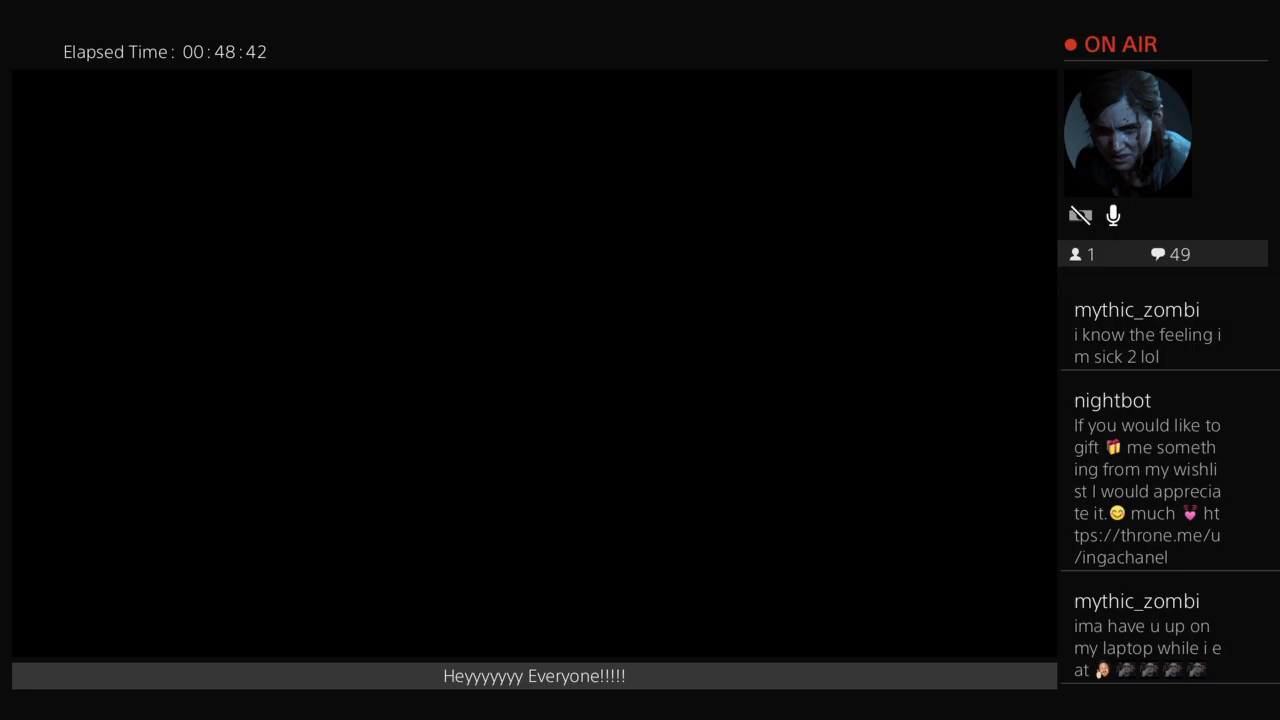 Elapsed Time: 00:48:42
ON AIR
1
49
mythic_zombi
i know the feeling i
m sick 2 lol
nightbot
If you would like to
gift 🎁 me someth
ing from my wishli
st I would apprecia
te it.😊 much 💓 ht
tps://throne.me/u
/ingachanel
mythic_zombi
ima have u up on
my laptop while i e
at
Heyyyyyyy Everyone!!!!!